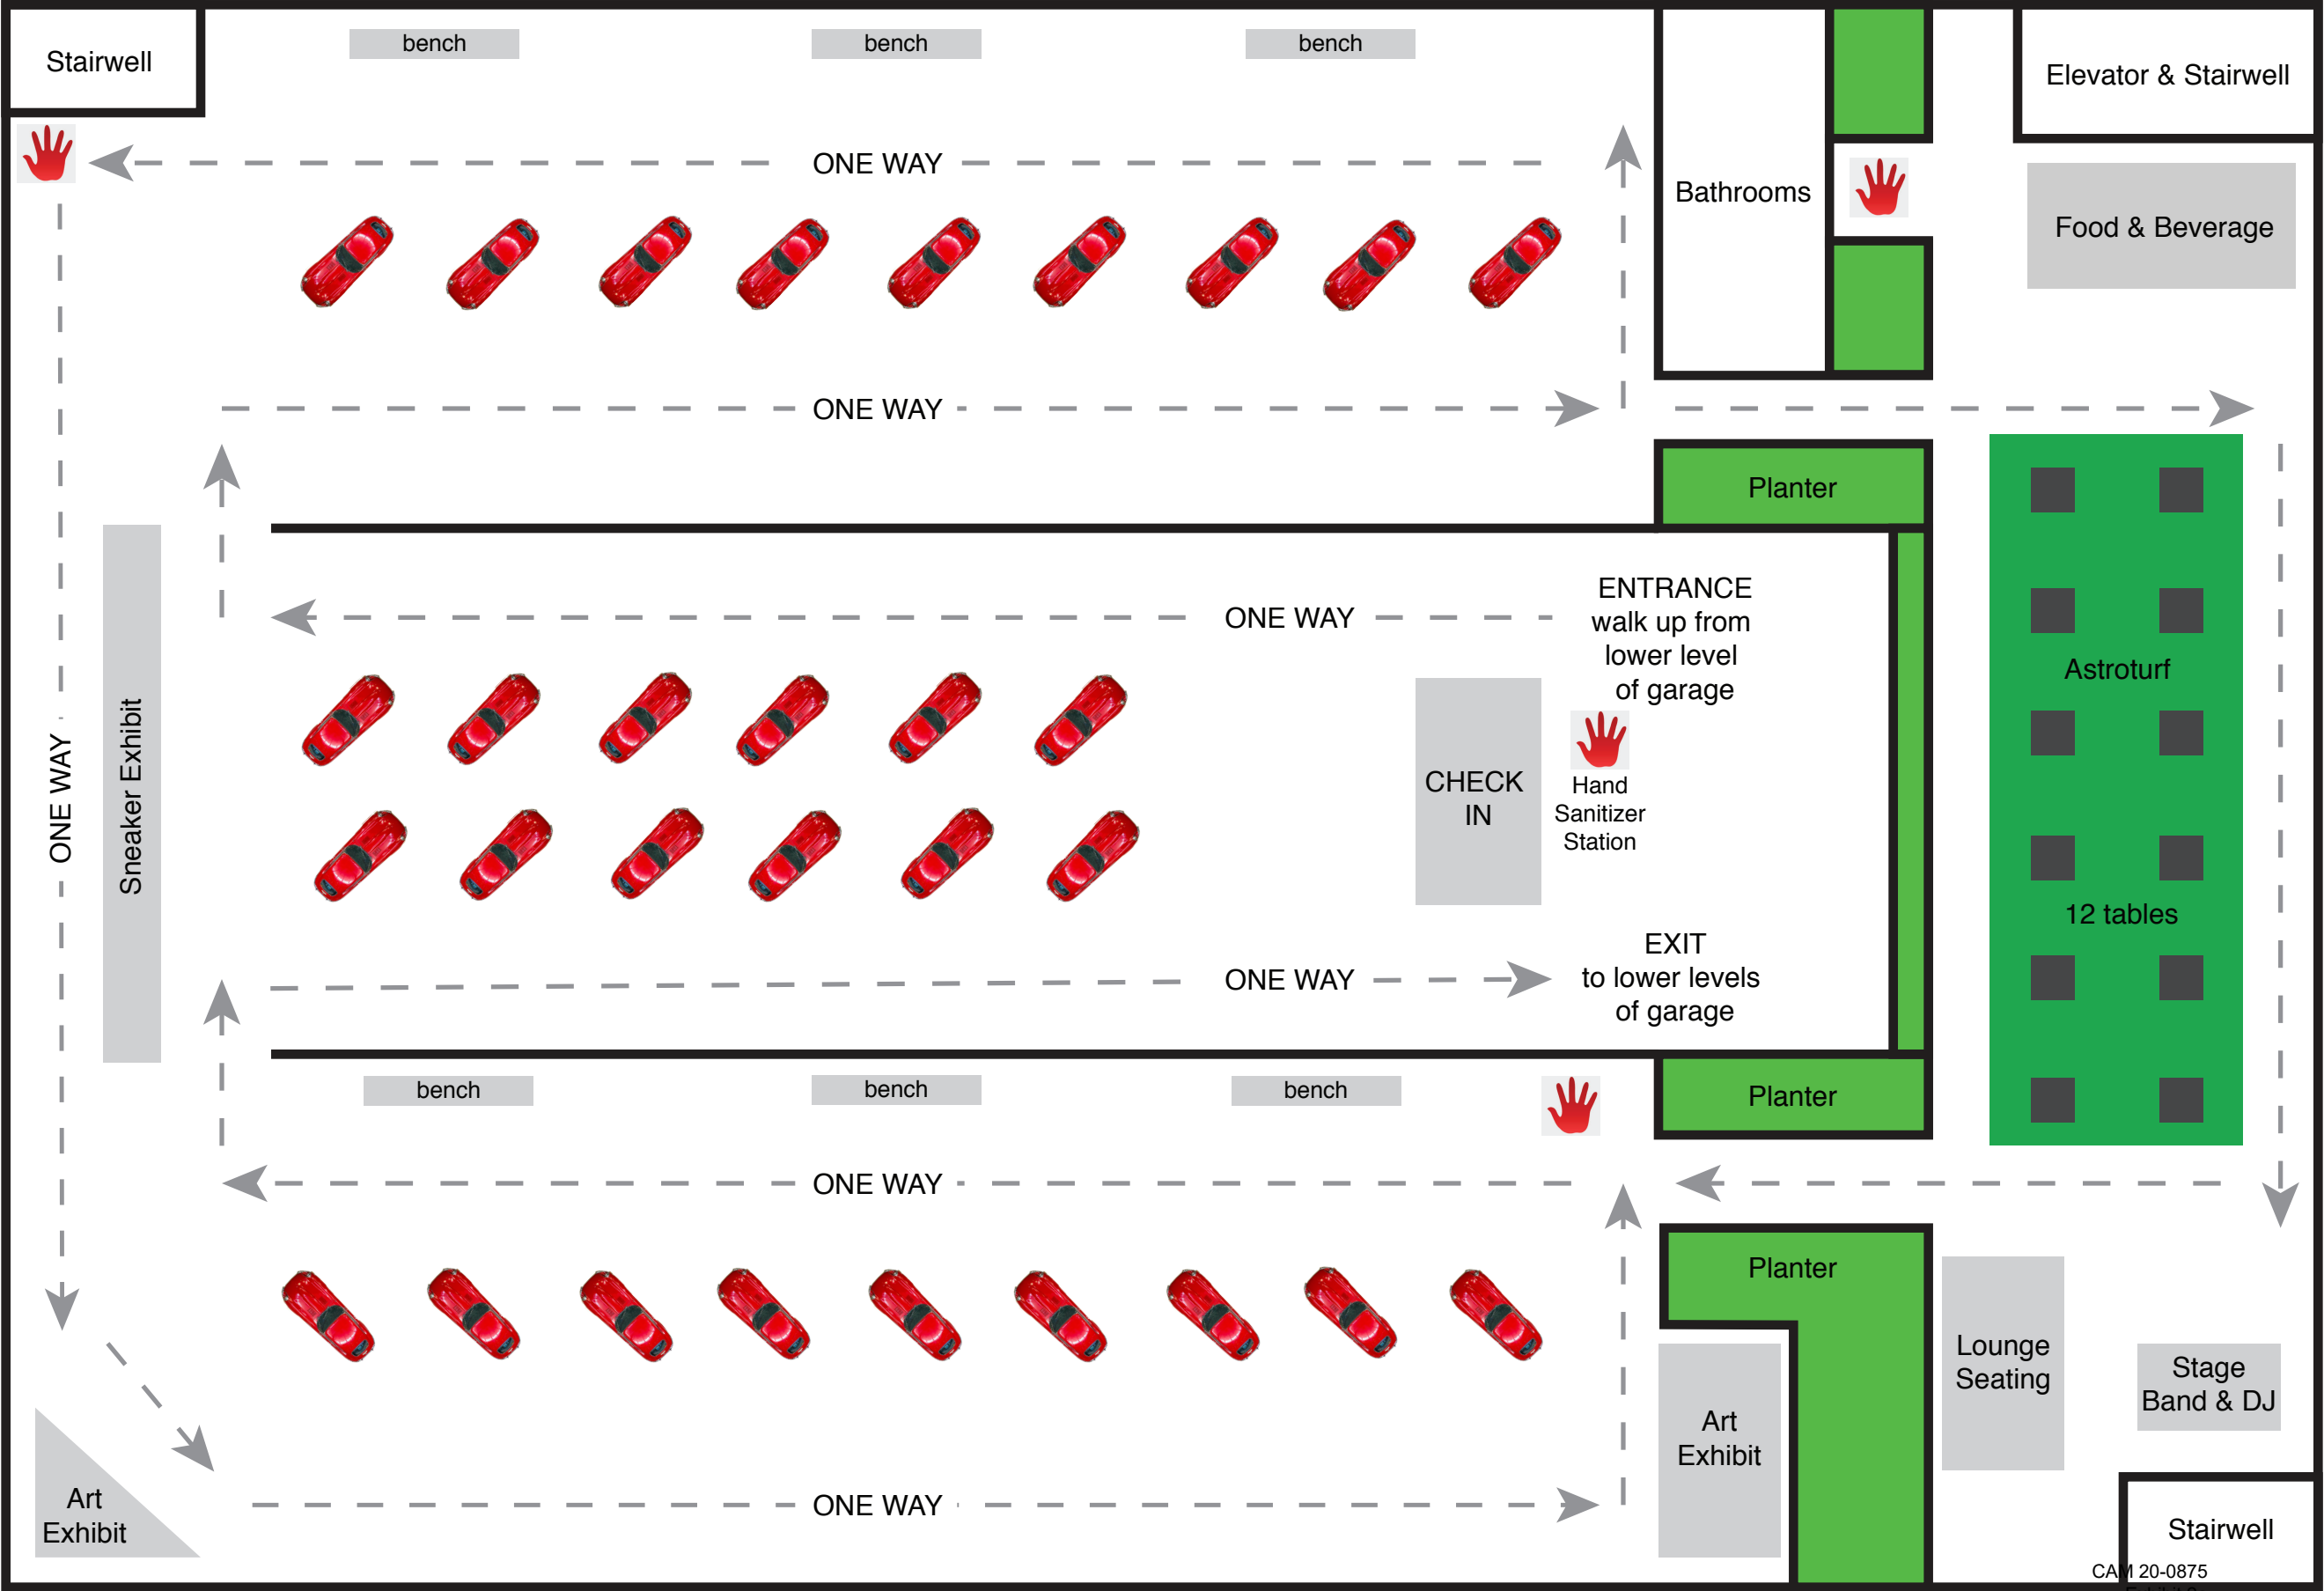 Stairwell
bench
bench
bench
Elevator & Stairwell
ONE WAY
Bathrooms
Food & Beverage
ONE WAY
Planter
ENTRANCE
walk up from
lower level
of garage
ONE WAY
Astroturf
Sneaker Exhibit
ONE WAY
CHECK
IN
Hand
Sanitizer
Station
12 tables
EXIT
to lower levels
of garage
ONE WAY
bench
bench
bench
Planter
ONE WAY
Planter
Lounge
Seating
Stage
Band & DJ
Art
Exhibit
Art
Exhibit
ONE WAY
Stairwell
CAM 20-0875